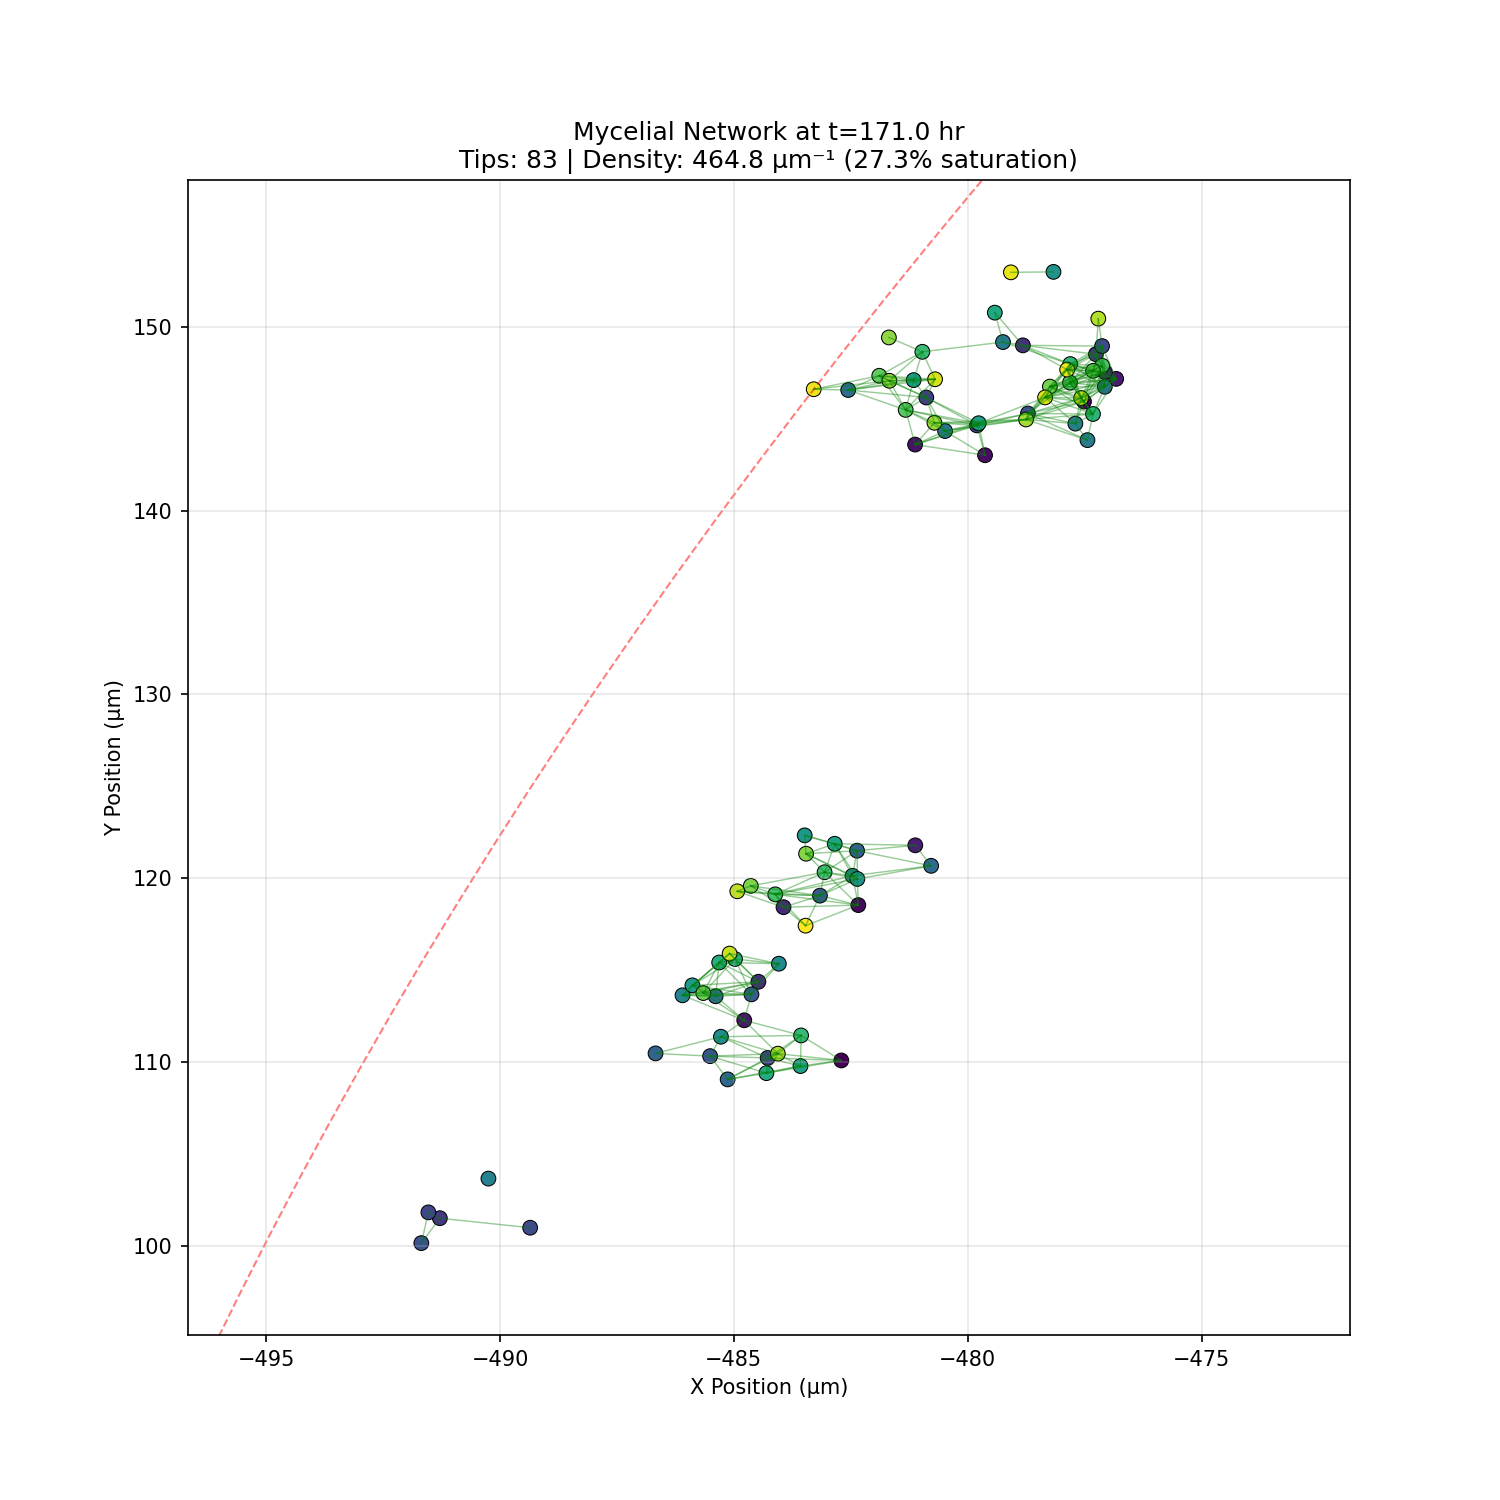 Mycelial Network at t=171.0 hr
Tips: 83 | Density: 464.8 μm⁻¹ (27.3% saturation)
150
140
130
120
110
100
Y Position (μm)
−495
−490
−485
−480
−475
X Position (μm)